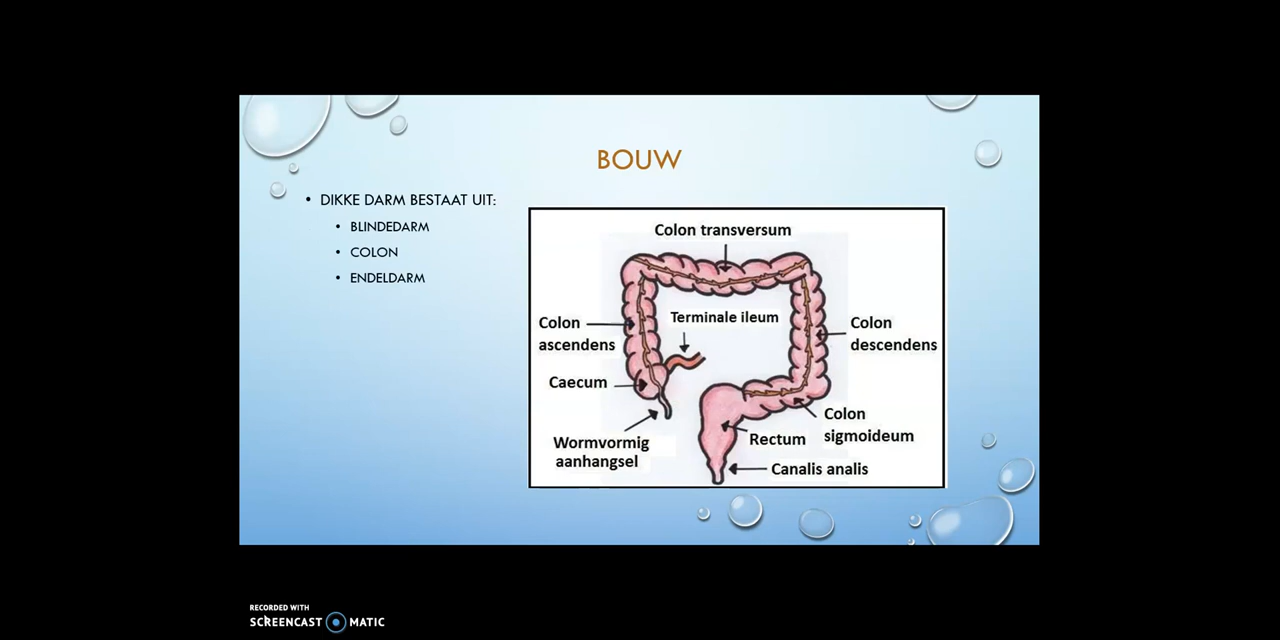 BOUW
• DIKKE DARM BESTAAT UIT:
• BLINDEDARM
• COLON
• ENDELDARM
Colon transversum
Terminale ileum
Colon
ascendens
Colon
descendens
Caecum
Colon
sigmoideum
Wormvormig
aanhangsel
Rectum
Canalis analis
RECORDED WITH
SCREENCAST MATIC